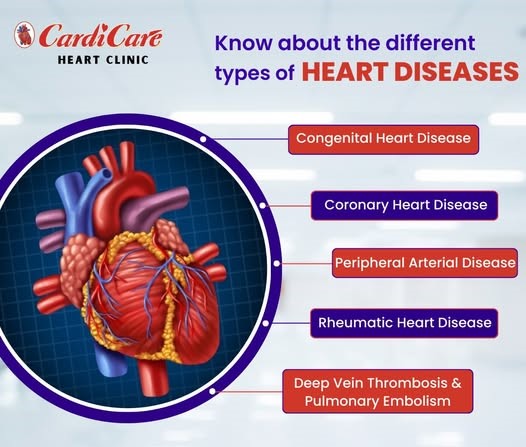 CardiCare
HEART CLINIC
Know about the different
types of HEART DISEASES
Congenital Heart Disease
Coronary Heart Disease
Peripheral Arterial Disease
Rheumatic Heart Disease
Deep Vein Thrombosis &
Pulmonary Embolism